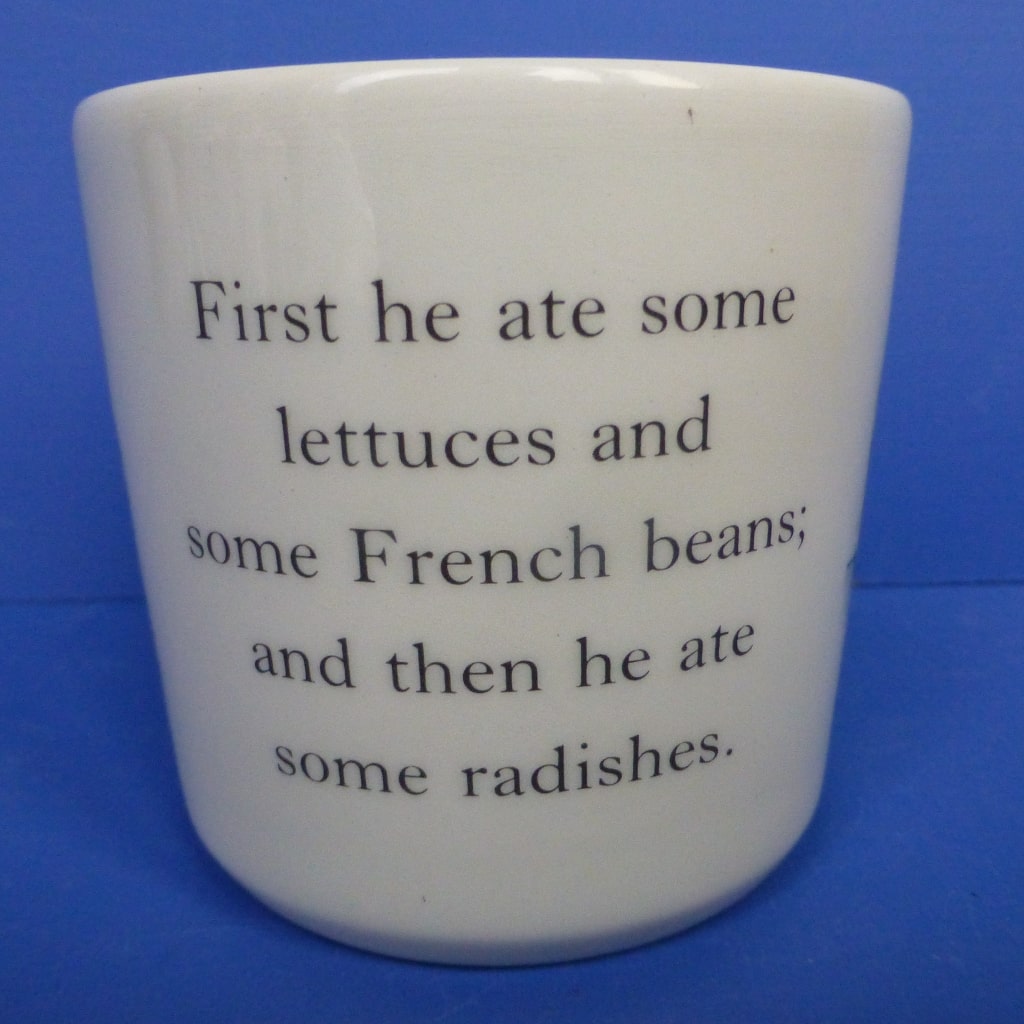 First he ate some
lettuces and
some French beans;
and then he ate
some radishes.